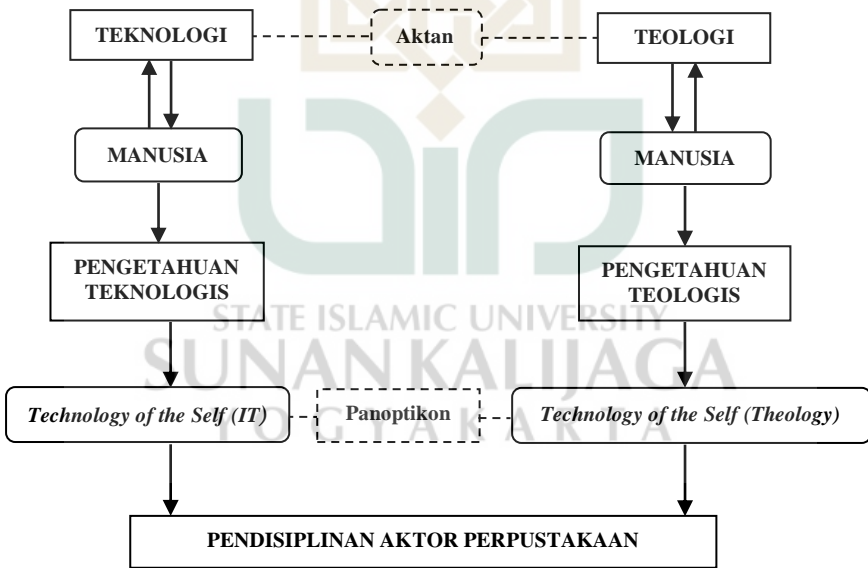 TEKNOLOGI
Aktan
TEOLOGI
MANUSIA
MANUSIA
PENGETAHUAN
TEKNOLOGIS
PENGETAHUAN
TEOLOGIS
STATE ISLAMIC UNIVERSITY
SUNAN KALIJAGA
Technology of the Self (IT)
Panoptikon
Technology of the Self (Theology)
YOGYAKARTA
PENDISIPLINAN AKTOR PERPUSTAKAAN